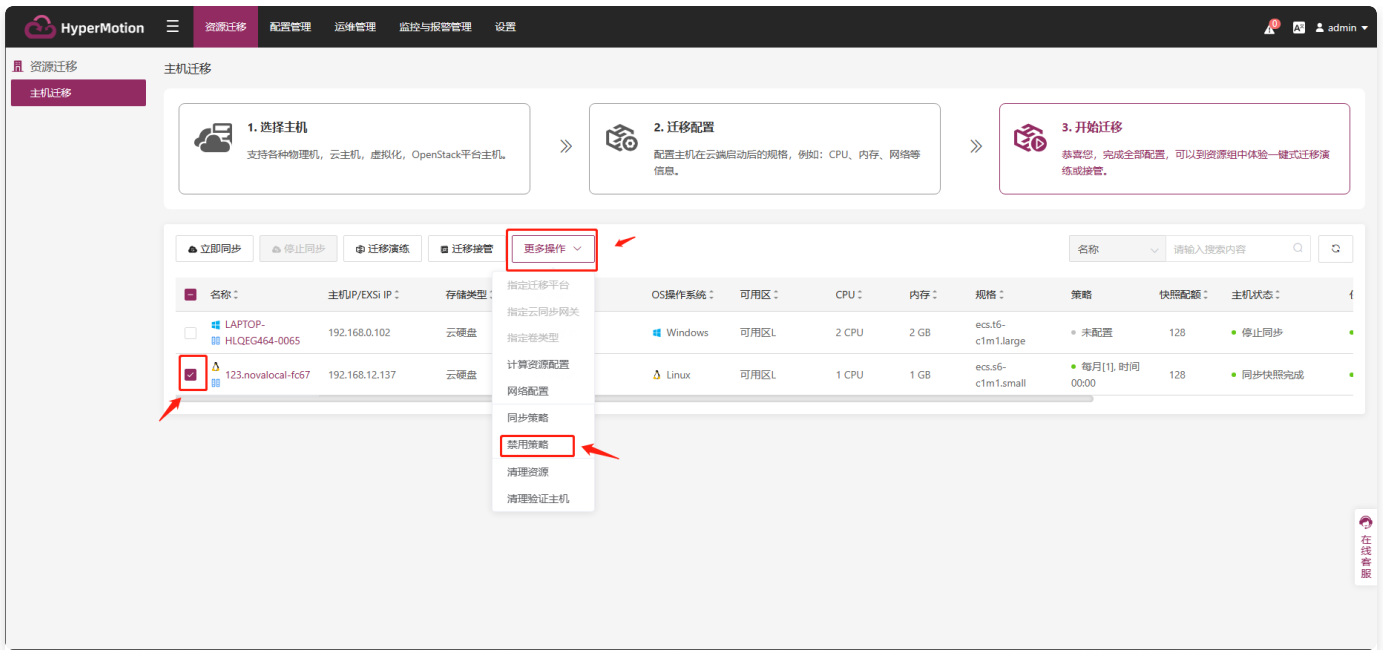 HyperMotion
资源迁移
配置管理
运维管理
监控与报警管理
设置
0
admin
资源迁移
主机迁移
主机迁移
1. 选择主机
支持各种物理机，云主机，虚拟化，OpenStack平台主机。
2. 迁移配置
配置主机在云端启动后的规格，例如：CPU、内存、网络等
信息。
3. 开始迁移
恭喜您，完成全部配置，可以到资源组中体验一键式迁移演
练或接管。
立即同步
停止同步
迁移演练
迁移接管
更多操作
名称
请输入搜索内容
名称
主机IP/EXSi IP
存储类型
OS操作系统
可用区
CPU
内存
规格
策略
快照配额
主机状态
LAPTOP-
HLQEG464-0065
192.168.0.102
云硬盘
Windows
可用区L
2 CPU
2 GB
ecs.t6-
c1m1.large
未配置
128
停止同步
123.novalocal-fc67
192.168.12.137
云硬盘
Linux
可用区L
1 CPU
1 GB
ecs.s6-
c1m1.small
每月[1], 时间
00:00
128
同步快照完成
指定迁移平台
指定云同步网关
指定卷类型
计算资源配置
网络配置
同步策略
禁用策略
清理资源
清理验证主机
在线客服